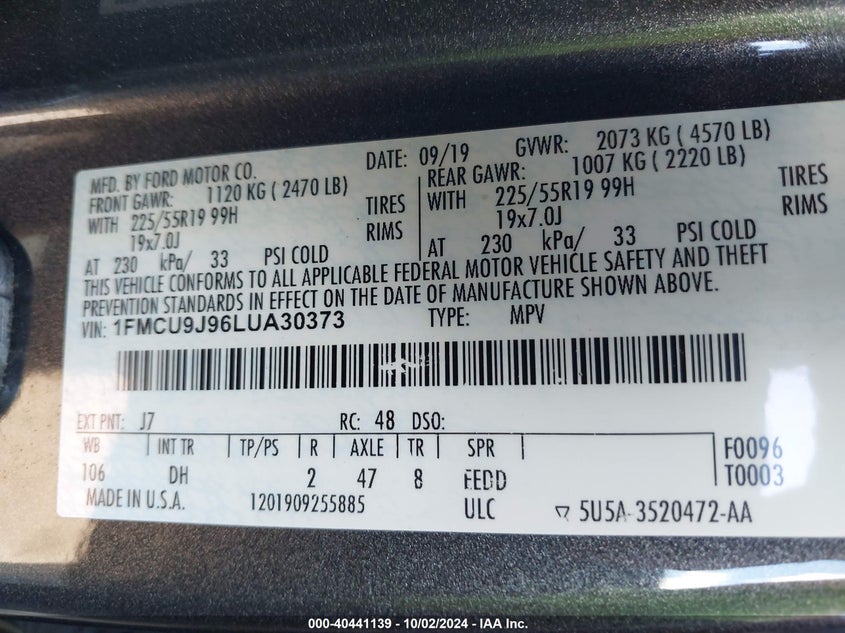 MFD. BY FORD MOTOR CO. DATE: 09/19 GVWR: 2073 KG ( 4570 LB)
FRONT GAWR: 1120 KG ( 2470 LB) REAR GAWR: 1007 KG ( 2220 LB)
WITH 225/55R19 99H TIRES WITH 225/55R19 99H TIRES
19x7.0J RIMS 19x7.0J RIMS
AT 230 kPa/ 33 PSI COLD AT 230 kPa/ 33 PSI COLD
THIS VEHICLE CONFORMS TO ALL APPLICABLE FEDERAL MOTOR VEHICLE SAFETY AND THEFT
PREVENTION STANDARDS IN EFFECT ON THE DATE OF MANUFACTURE SHOWN ABOVE.
VIN: 1FMCU9J96LUA30373 TYPE: MPV
EXT PNT: J7 RC: 48 DSO:
WB INT TR TP/PS R AXLE TR SPR F0096
106 DH 2 47 8 FEDD T0003
MADE IN U.S.A. 1201909255885 ULC 5U5A-3520472-AA
000-40441139 - 10/02/2024 - IAA Inc.